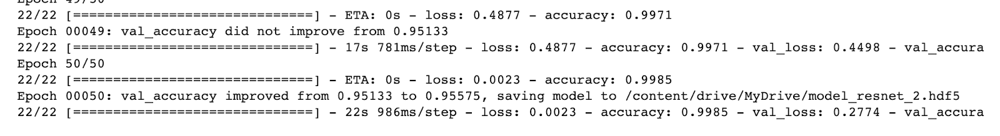 Epoch 49/50
22/22 [==============================] - ETA: 0s - loss: 0.4877 - accuracy: 0.9971
Epoch 00049: val_accuracy did not improve from 0.95133
22/22 [==============================] - 17s 781ms/step - loss: 0.4877 - accuracy: 0.9971 - val_loss: 0.4498 - val_accura
Epoch 50/50
22/22 [==============================] - ETA: 0s - loss: 0.0023 - accuracy: 0.9985
Epoch 00050: val_accuracy improved from 0.95133 to 0.95575, saving model to /content/drive/MyDrive/model_resnet_2.hdf5
22/22 [==============================] - 22s 986ms/step - loss: 0.0023 - accuracy: 0.9985 - val_loss: 0.2774 - val_accura